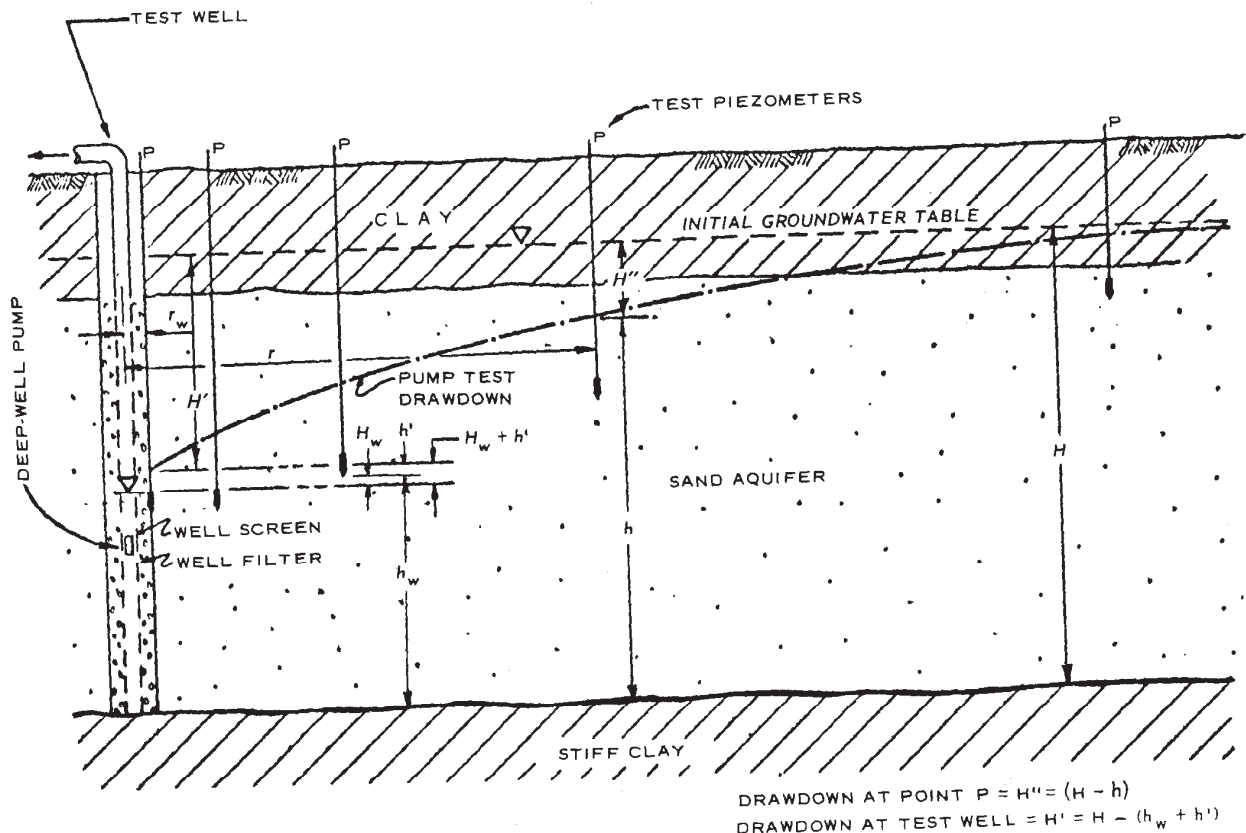 TEST WELL
TEST PIEZOMETERS
P
P
P
P
P
CLAY
INITIAL GROUNDWATER TABLE
H"
r_w
r
H'
PUMP TEST
DRAWDOWN
DEEP-WELL PUMP
H_w
h'
H_w + h'
H
SAND AQUIFER
WELL SCREEN
WELL FILTER
h_w
h
STIFF CLAY
DRAWDOWN AT POINT P = H" = (H - h)
DRAWDOWN AT TEST WELL = H' = H - (h_w + h')